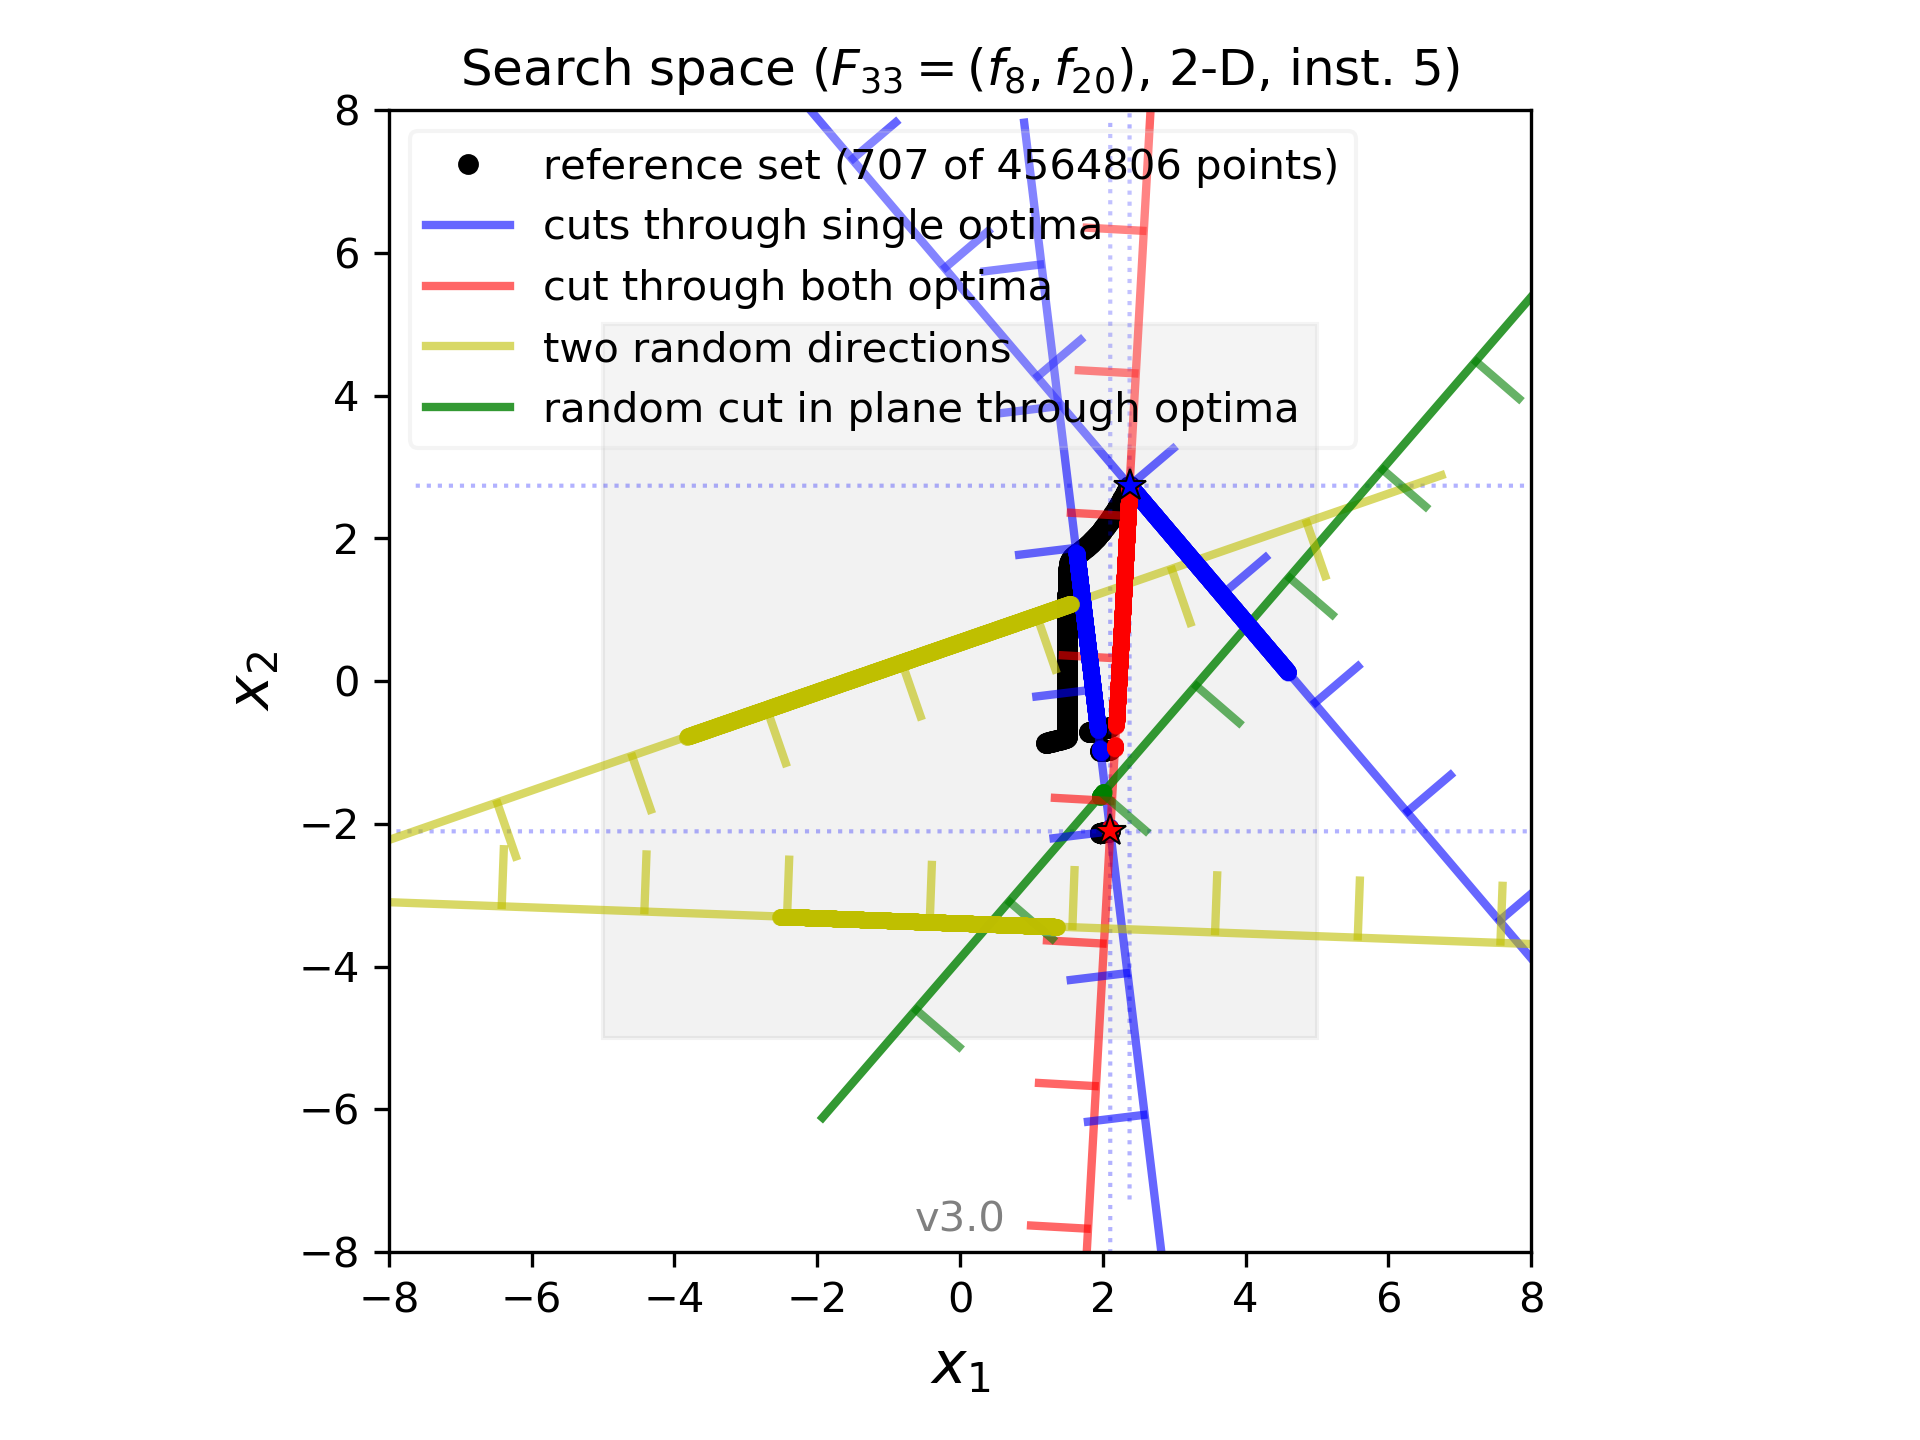 Search space (F₃₃ = (f₈, f₂₀), 2-D, inst. 5)
reference set (707 of 4564806 points)
cuts through single optima
cut through both optima
two random directions
random cut in plane through optima
8
6
4
2
0
−2
−4
−6
−8
x₂
v3.0
−8 −6 −4 −2 0 2 4 6 8
x₁